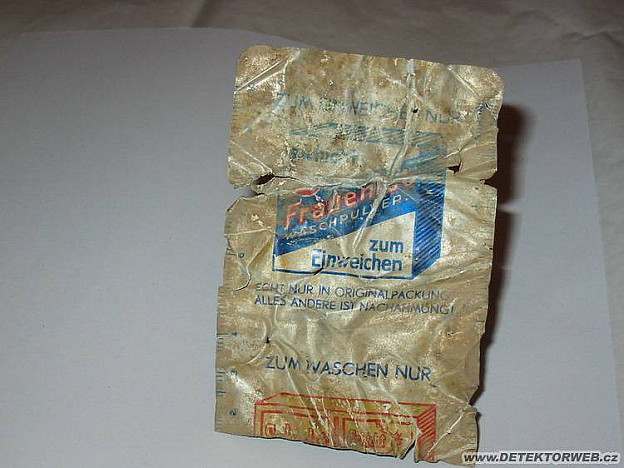 ZUM EINWEICHEN NUR
WASCHPULVER
zum
Einweichen
ECHT NUR IN ORIGINALPACKUNG
ALLES ANDERE IST NACHAHMUNG!
ZUM WASCHEN NUR
www.DETEKTORWEB.cz